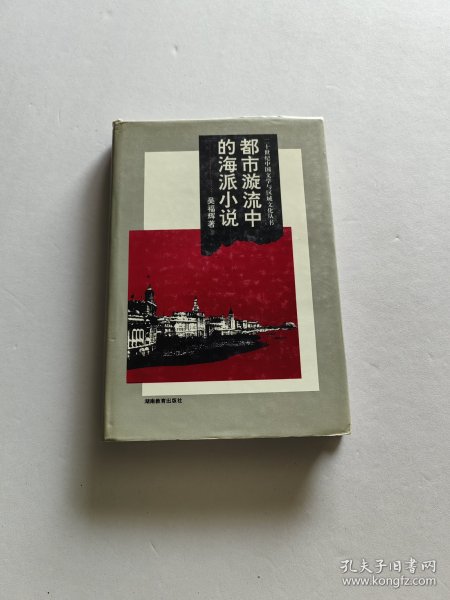 二十世纪中国文学与区域文化丛书
都市漩流中
的海派小说
吴福辉著
湖南教育出版社
孔夫子旧书网
www.kongfz.com